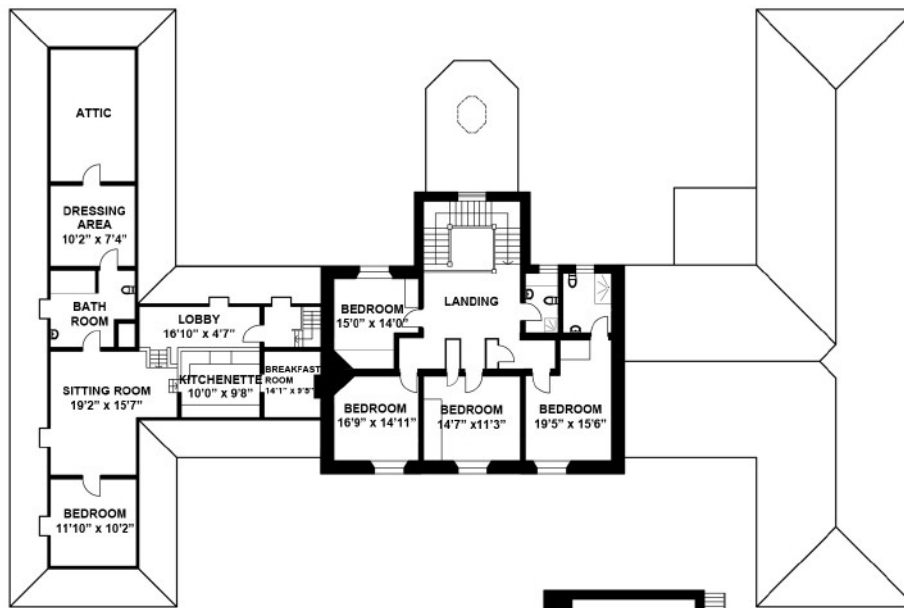 ATTIC
DRESSING
AREA
10'2" x 7'4"
BATH
ROOM
LOBBY
16'10" x 4'7"
SITTING ROOM
19'2" x 15'7"
KITCHENETTE
10'0" x 9'8"
BREAKFAST
ROOM
14'1" x 9'8"
BEDROOM
11'10" x 10'2"
BEDROOM
15'0" x 14'0"
LANDING
BEDROOM
16'9" x 14'11"
BEDROOM
14'7" x11'3"
BEDROOM
19'5" x 15'6"